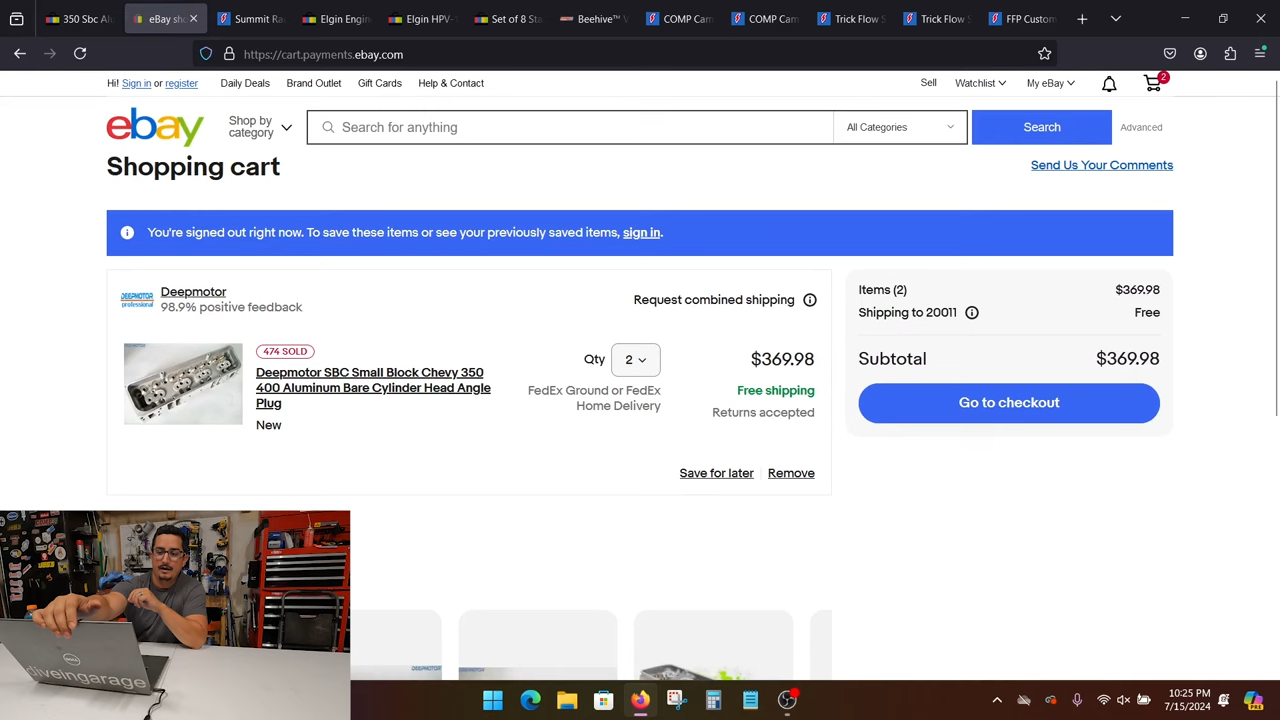 350 Sbc Al
eBay sh
Summit Ra
Elgin Engin
Elgin HPV-1
Set of 8 Sta
Beehive™ V
COMP Cam
COMP Cam
Trick Flow S
Trick Flow S
FFP Custom
https://cart.payments.ebay.com
Hi! Sign in or register
Daily Deals
Brand Outlet
Gift Cards
Help & Contact
Sell
Watchlist
My eBay
2
ebay
Shop by category
Search for anything
All Categories
Search
Advanced
Shopping cart
Send Us Your Comments
You're signed out right now. To save these items or see your previously saved items, sign in.
DEEPMOTOR
professional
Deepmotor
98.9% positive feedback
Request combined shipping
474 SOLD
Deepmotor SBC Small Block Chevy 350
400 Aluminum Bare Cylinder Head Angle
Plug
New
Qty
2
$369.98
FedEx Ground or FedEx
Home Delivery
Free shipping
Returns accepted
Save for later
Remove
Items (2)
$369.98
Shipping to 20011
Free
Subtotal
$369.98
Go to checkout
DELL
diveingarage
10:25 PM
7/15/2024